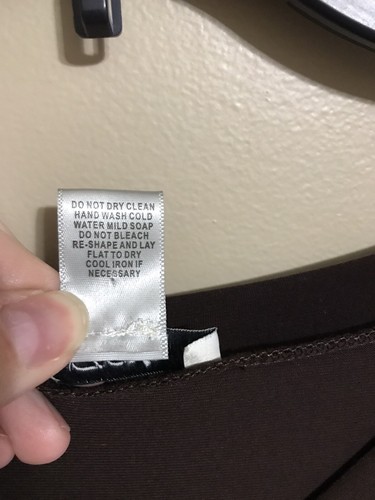 DO NOT DRY CLEAN
HAND WASH COLD
WATER MILD SOAP
DO NOT BLEACH
RE-SHAPE AND LAY
FLAT TO DRY
COOL IRON IF
NECESSARY